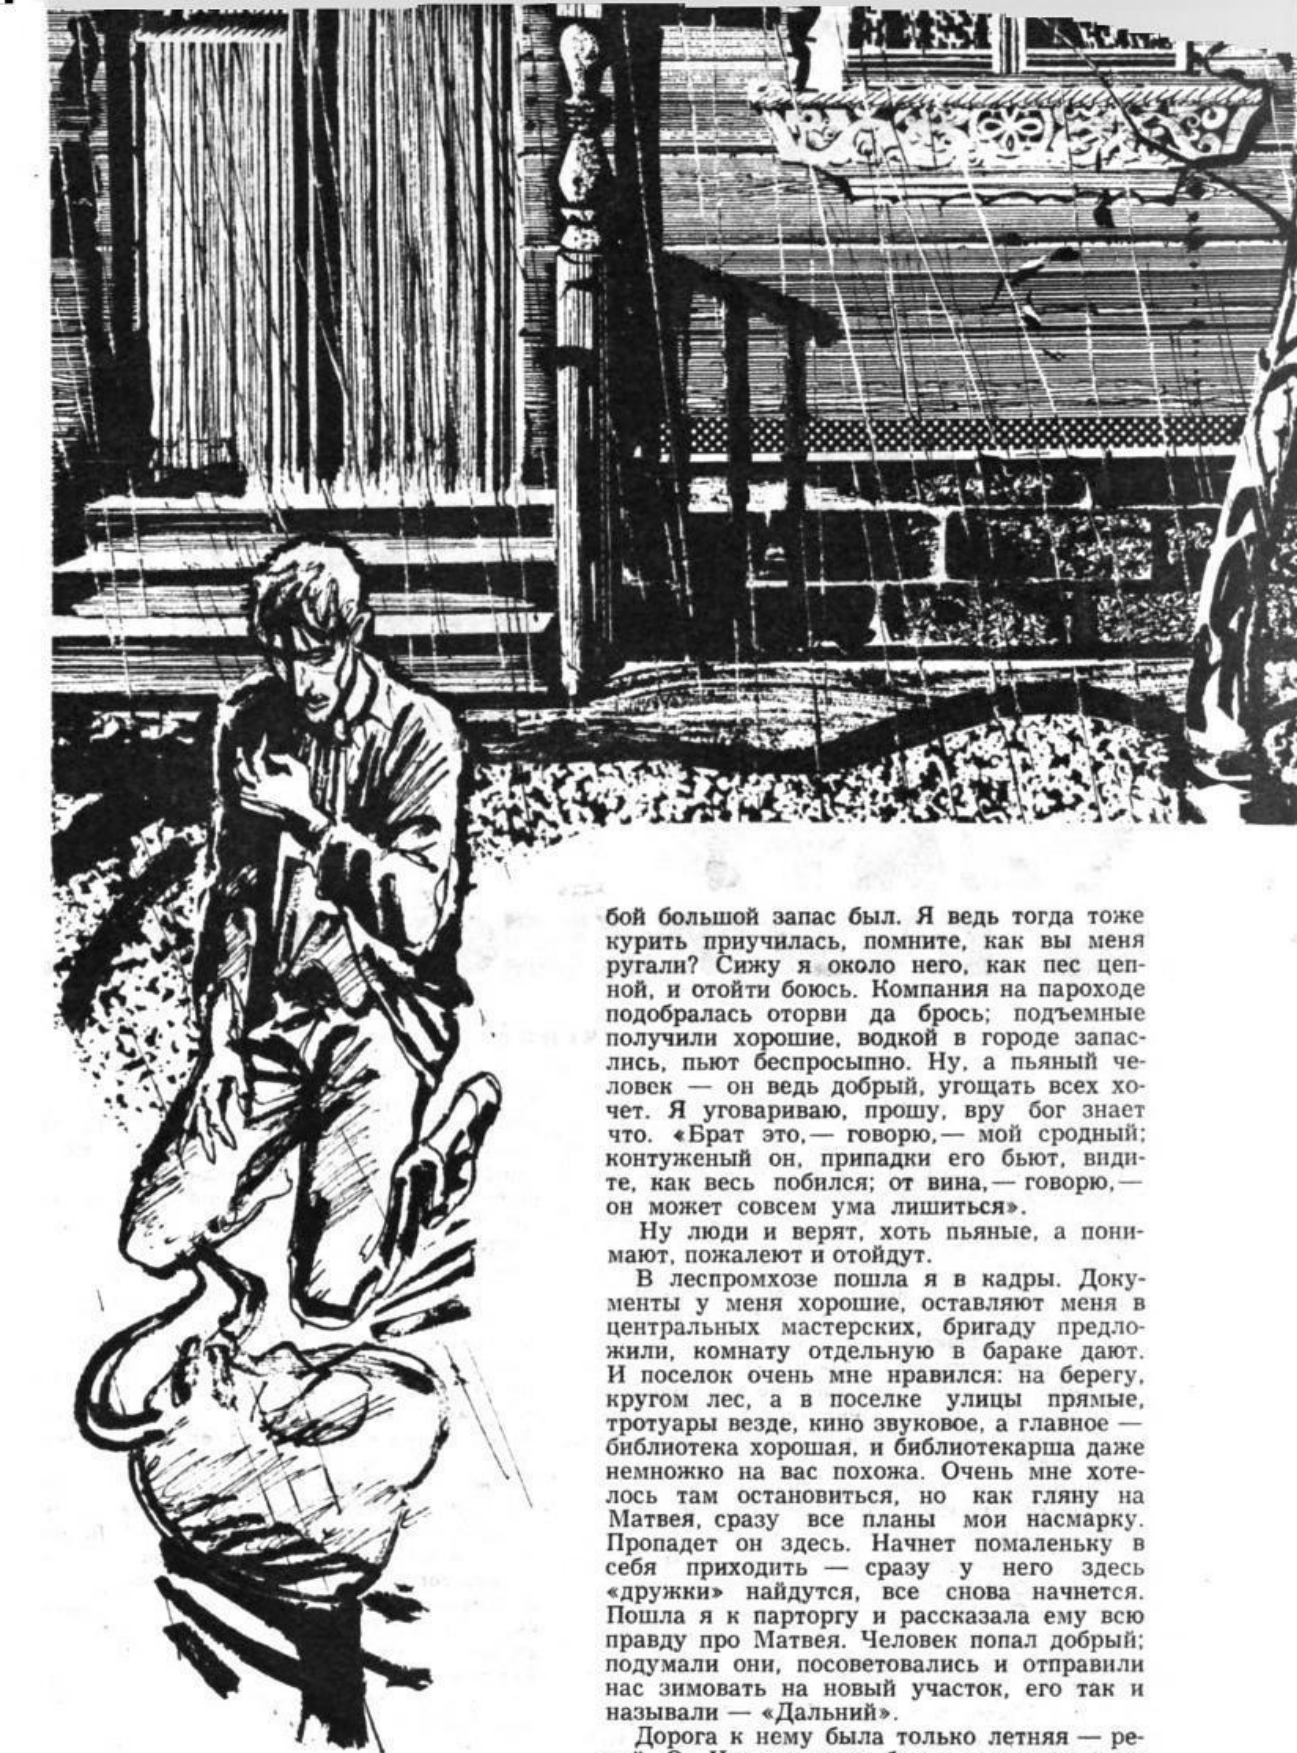 бой большой запас был. Я ведь тогда тоже
курить приучилась, помните, как вы меня
ругали? Сижу я около него, как пес цеп-
ной, и отойти боюсь. Компания на пароходе
подобралась оторви да брось; подъемные
получили хорошие, водкой в городе запас-
лись, пьют беспросыпно. Ну, а пьяный че-
ловек — он ведь добрый, угощать всех хо-
чет. Я уговариваю, прошу, вру бог знает
что. «Брат это,— говорю,— мой сродный;
контуженый он, припадки его бьют, види-
те, как весь побился; от вина,— говорю,—
он может совсем ума лишиться».
Ну люди и верят, хоть пьяные, а пони-
мают, пожалеют и отойдут.
В леспромхозе пошла я в кадры. Доку-
менты у меня хорошие, оставляют меня в
центральных мастерских, бригаду предло-
жили, комнату отдельную в бараке дают.
И поселок очень мне нравился: на берегу,
кругом лес, а в поселке улицы прямые,
тротуары везде, кино звуковое, а главное —
библиотека хорошая, и библиотекарша даже
немножко на вас похожа. Очень мне хоте-
лось там остановиться, но как гляну на
Матвея, сразу все планы мои насмарку.
Пропадет он здесь. Начнет помаленьку в
себя приходить — сразу у него здесь
«дружки» найдутся, все снова начнется.
Пошла я к парторгу и рассказала ему всю
правду про Матвея. Человек попал добрый;
подумали они, посоветовались и отправили
нас зимовать на новый участок, его так и
называли — «Дальний».
Дорога к нему была только летняя — ре-